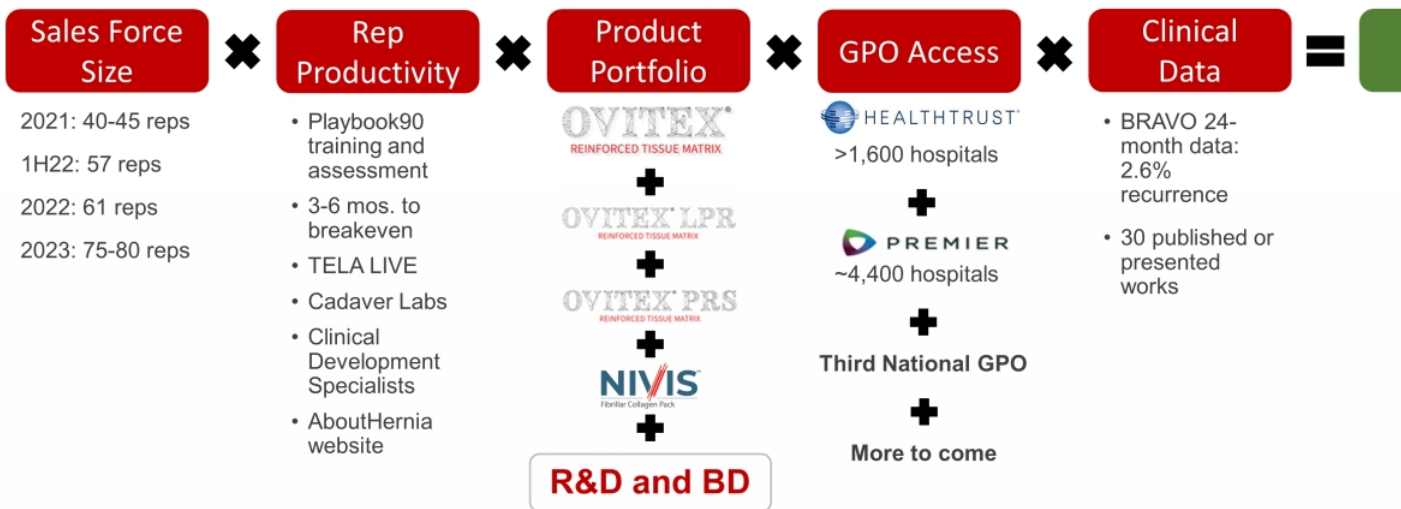 Sales Force
Size
2021: 40-45 reps
1H22: 57 reps
2022: 61 reps
2023: 75-80 reps
Rep
Productivity
• Playbook90
training and
assessment
• 3-6 mos. to
breakeven
• TELA LIVE
• Cadaver Labs
• Clinical
Development
Specialists
• AboutHernia
website
Product
Portfolio
OVITEX®
REINFORCED TISSUE MATRIX
OVITEX® LPR
REINFORCED TISSUE MATRIX
OVITEX® PRS
REINFORCED TISSUE MATRIX
NIVIS™
Fibrillar Collagen Pack
R&D and BD
GPO Access
HEALTHTRUST®
>1,600 hospitals
PREMIER
~4,400 hospitals
Third National GPO
More to come
Clinical
Data
• BRAVO 24-
month data:
2.6%
recurrence
• 30 published or
presented
works